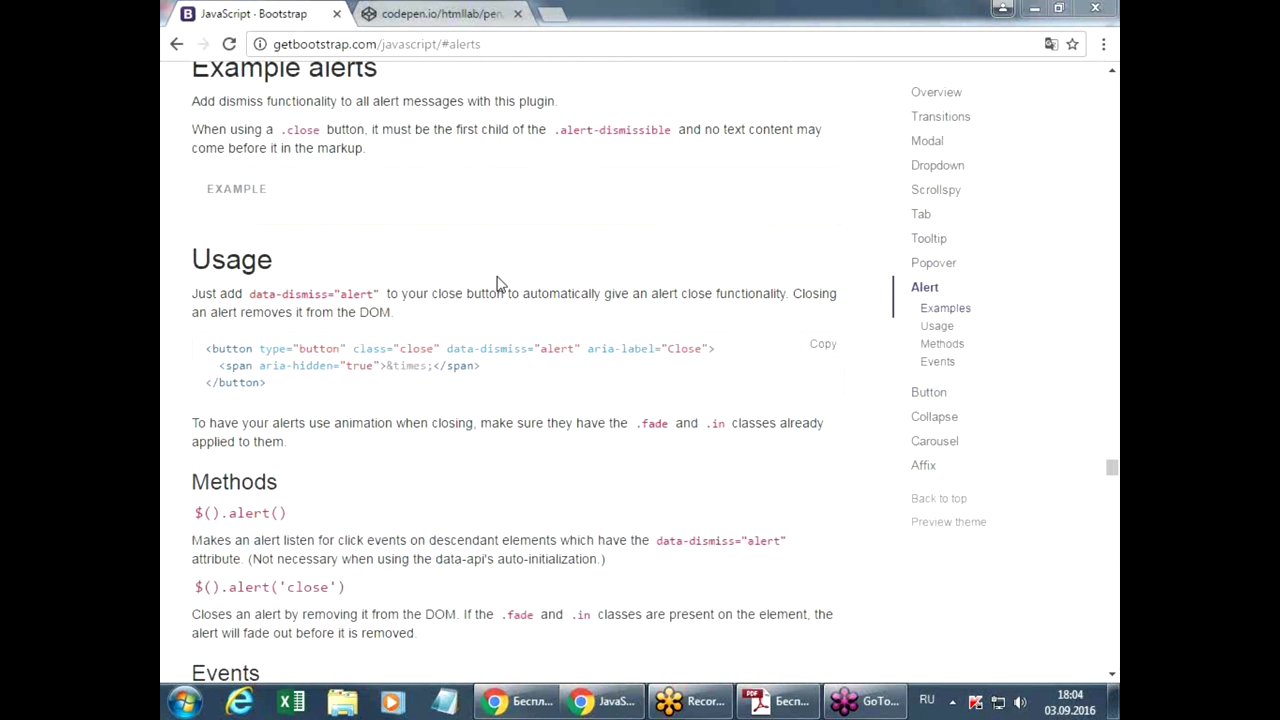 JavaScript · Bootstrap
codepen.io/htmllab/pen
getbootstrap.com/javascript/#alerts
Example alerts
Add dismiss functionality to all alert messages with this plugin.
When using a .close button, it must be the first child of the .alert-dismissible and no text content may
come before it in the markup.
EXAMPLE
Usage
Just add data-dismiss="alert" to your close button to automatically give an alert close functionality. Closing
an alert removes it from the DOM.
<button type="button" class="close" data-dismiss="alert" aria-label="Close">
<span aria-hidden="true">&times;</span>
</button>
Copy
To have your alerts use animation when closing, make sure they have the .fade and .in classes already
applied to them.
Methods
$().alert()
Makes an alert listen for click events on descendant elements which have the data-dismiss="alert"
attribute. (Not necessary when using the data-api's auto-initialization.)
$().alert('close')
Closes an alert by removing it from the DOM. If the .fade and .in classes are present on the element, the
alert will fade out before it is removed.
Events
Overview
Transitions
Modal
Dropdown
Scrollspy
Tab
Tooltip
Popover
Alert
Examples
Usage
Methods
Events
Button
Collapse
Carousel
Affix
Back to top
Preview theme
Беспл...
JavaS...
Recor...
PDF
Беспл...
GoTo...
RU
18:04
03.09.2016